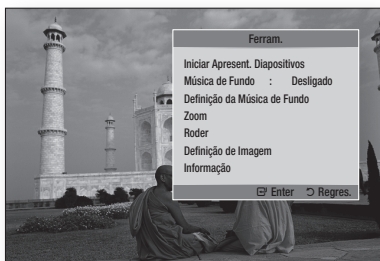 Ferram.
Iniciar Apresent. Diapositivos
Música de Fundo : Desligado
Definição da Música de Fundo
Zoom
Roder
Definição de Imagem
Informação
Enter Regres.